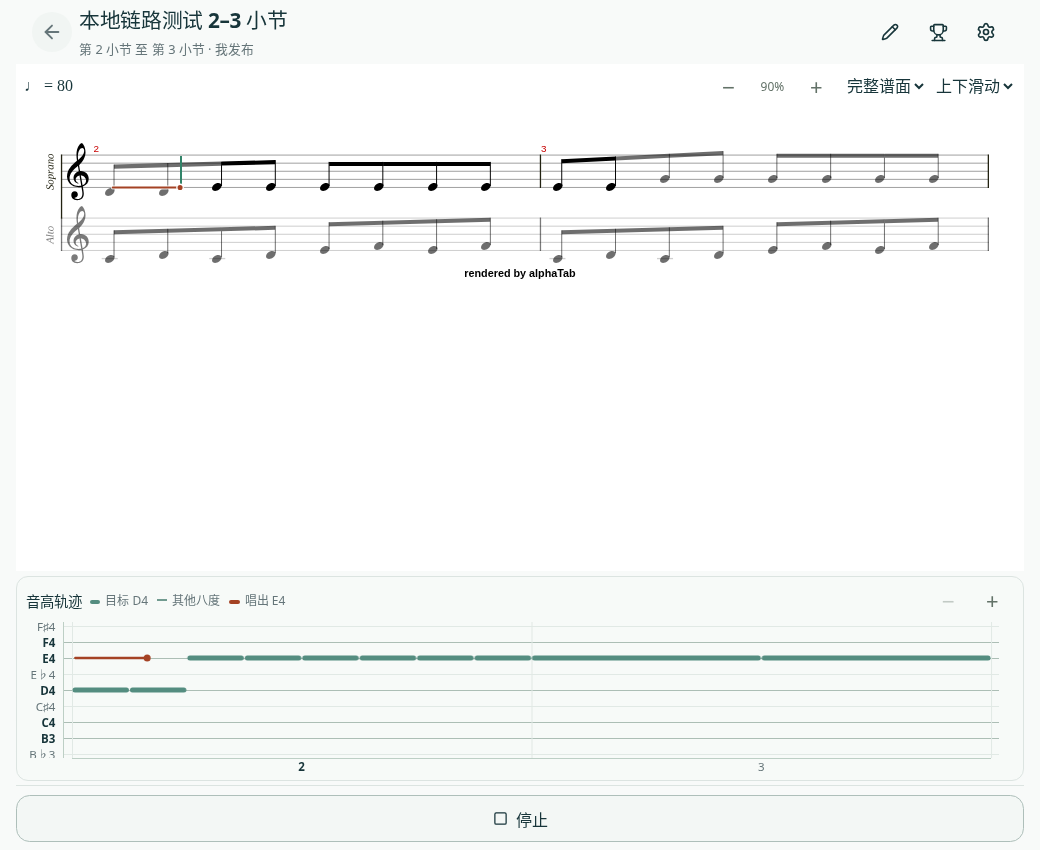 本地链路测试 2–3 小节
第 2 小节 至 第 3 小节 · 我发布
♩ = 80
90%
完整谱面
上下滑动
2
3
Soprano
Alto
rendered by alphaTab
音高轨迹
目标 D4
其他八度
唱出 E4
F♯4
F4
E4
E♭4
D4
C♯4
C4
B3
B♭3
2
3
停止